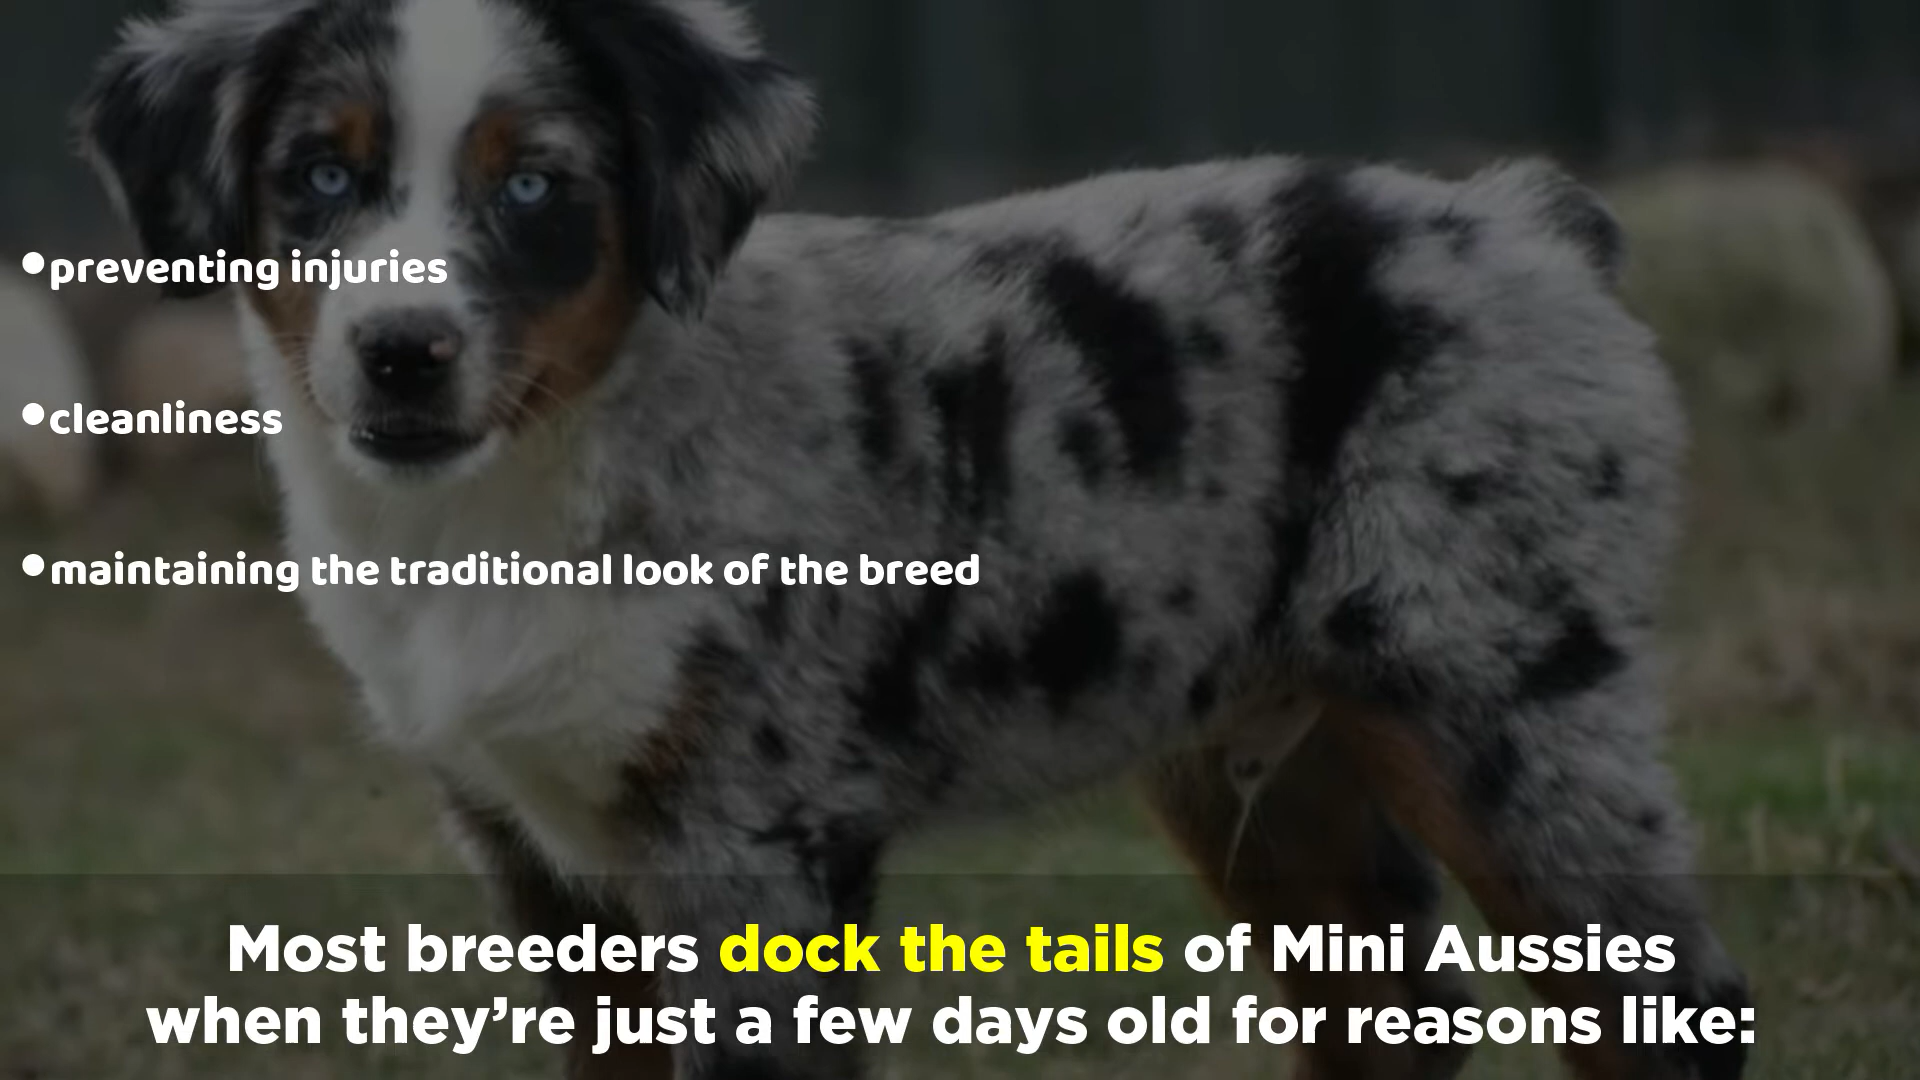 •preventing injuries
•cleanliness
•maintaining the traditional look of the breed
Most breeders dock the tails of Mini Aussies
when they’re just a few days old for reasons like: